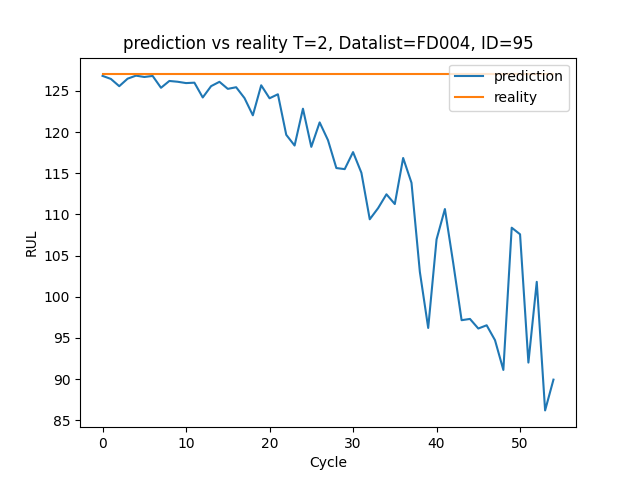 prediction vs reality T=2, Datalist=FD004, ID=95
prediction
reality
125
120
115
110
105
100
95
90
85
RUL
0 10 20 30 40 50
Cycle